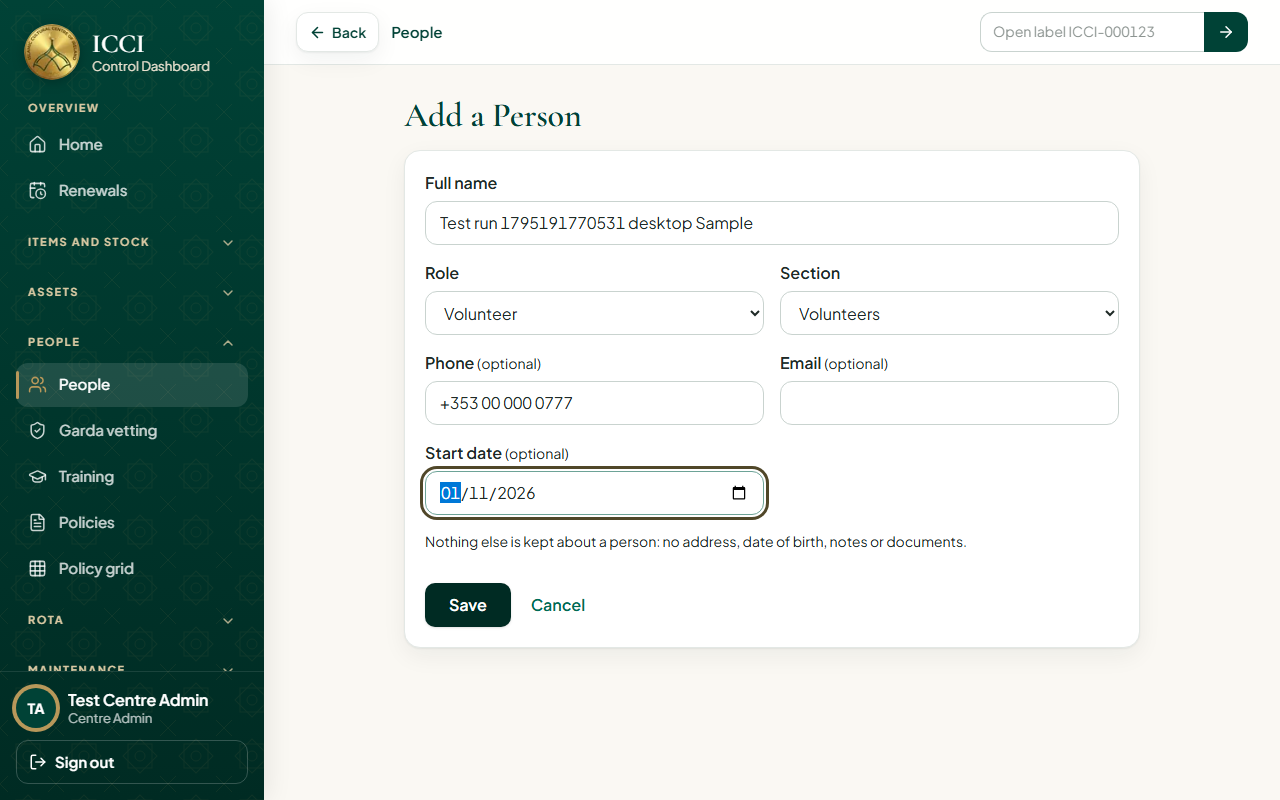 ICCI
Control Dashboard
OVERVIEW
Home
Renewals
ITEMS AND STOCK
ASSETS
PEOPLE
People
Garda vetting
Training
Policies
Policy grid
ROTA
MAINTENANCE
TA
Test Centre Admin
Centre Admin
Sign out
Back
People
Open label ICCI-000123
Add a Person
Full name
Test run 1795191770531 desktop Sample
Role
Section
Volunteer
Volunteers
Phone (optional)
Email (optional)
+353 00 000 0777
Start date (optional)
01/11/2026
Nothing else is kept about a person: no address, date of birth, notes or documents.
Save
Cancel